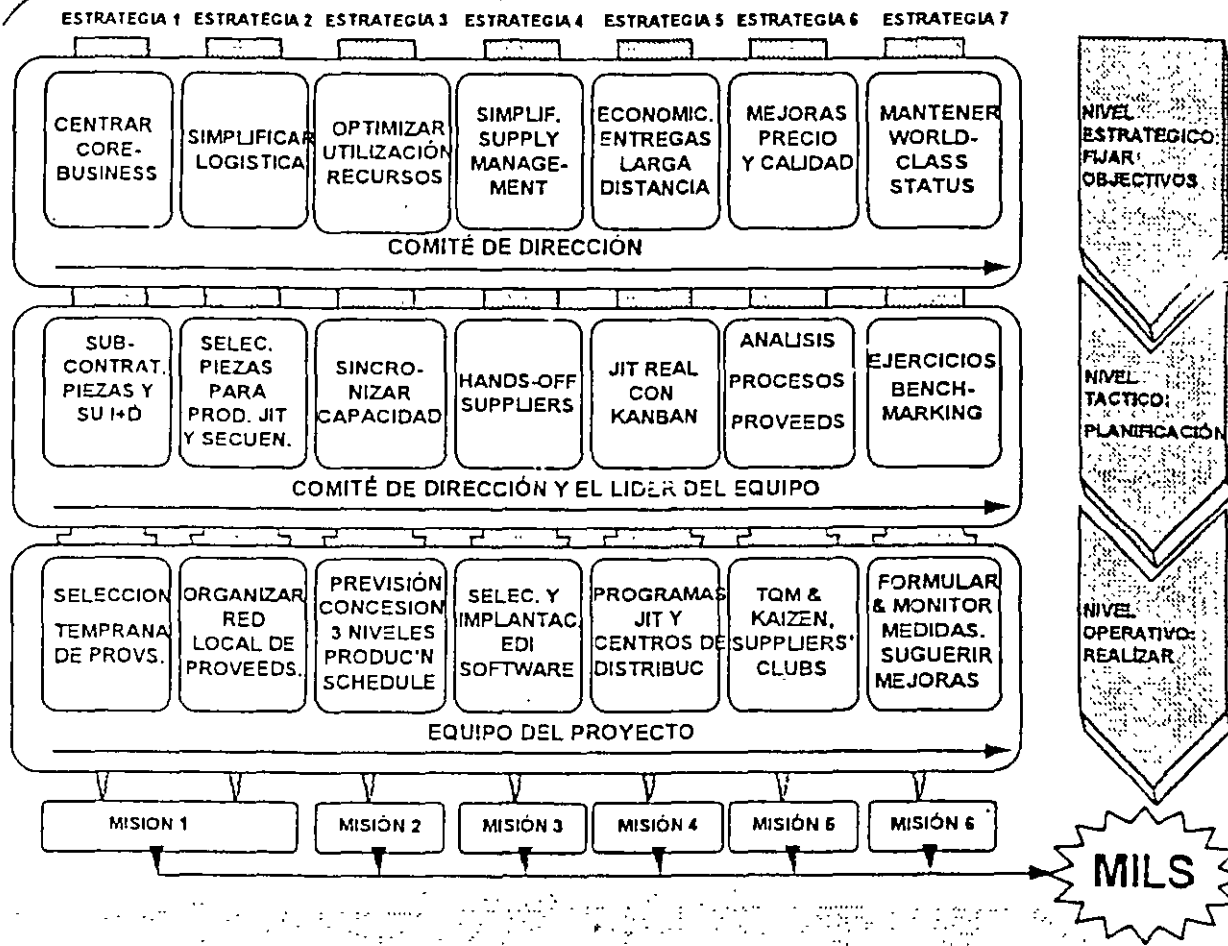 ESTRATEGIA 1 ESTRATEGIA 2 ESTRATEGIA 3 ESTRATEGIA 4 ESTRATEGIA 5 ESTRATEGIA 6 ESTRATEGIA 7
CENTRAR
CORE-
BUSINESS
SIMPLIFICAR
LOGISTICA
OPTIMIZAR
UTILIZACIÓN
RECURSOS
SIMPLIF.
SUPPLY
MANAGE-
MENT
ECONOMIC.
ENTREGAS
LARGA
DISTANCIA
MEJORAS
PRECIO
Y CALIDAD
MANTENER
WORLD-
CLASS
STATUS
COMITÉ DE DIRECCIÓN
NIVEL
ESTRATEGICO:
FIJAR
OBJECTIVOS
SUB-
CONTRAT.
PIEZAS Y
SU I+D
SELEC.
PIEZAS
PARA
PROD. JIT
Y SECUEN.
SINCRO-
NIZAR
CAPACIDAD
HANDS-OFF
SUPPLIERS
JIT REAL
CON
KANBAN
ANALISIS
PROCESOS
PROVEEDS
EJERCICIOS
BENCH-
MARKING
COMITÉ DE DIRECCIÓN Y EL LIDER DEL EQUIPO
NIVEL
TACTICO:
PLANIFICACIÓN
SELECCION
TEMPRANA
DE PROVS.
ORGANIZAR
RED
LOCAL DE
PROVEEDS.
PREVISIÓN
CONCESION
3 NIVELES
PRODUC'N
SCHEDULE
SELEC. Y
IMPLANTAC
EDI
SOFTWARE
PROGRAMAS
JIT Y
CENTROS DE
DISTRIBUC
TQM &
KAIZEN,
SUPPLIERS'
CLUBS
FORMULAR
& MONITOR
MEDIDAS.
SUGUERIR
MEJORAS
EQUIPO DEL PROYECTO
NIVEL
OPERATIVO:
REALIZAR
MISIÓN 1
MISIÓN 2
MISIÓN 3
MISIÓN 4
MISIÓN 5
MISIÓN 6
MILS